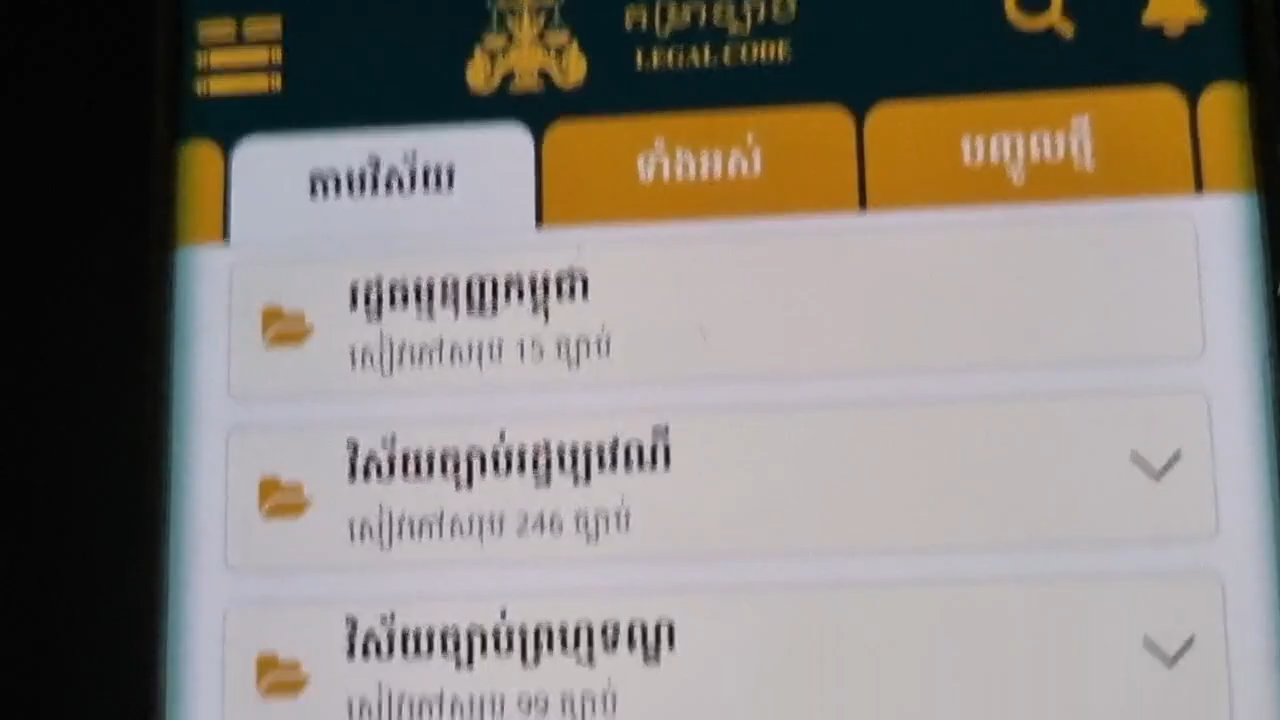 LEGAL CODE
តាមវិស័យ
ទាំងអស់
បញ្ចូលថ្មី
រដ្ឋធម្មនុញ្ញកម្ពុជា
សៀវភៅសរុប 15 ច្បាប់
វិស័យច្បាប់រដ្ឋប្បវេណី
សៀវភៅសរុប 246 ច្បាប់
វិស័យច្បាប់ព្រហ្មទណ្ឌ
សៀវភៅសរុប 99 ច្បាប់